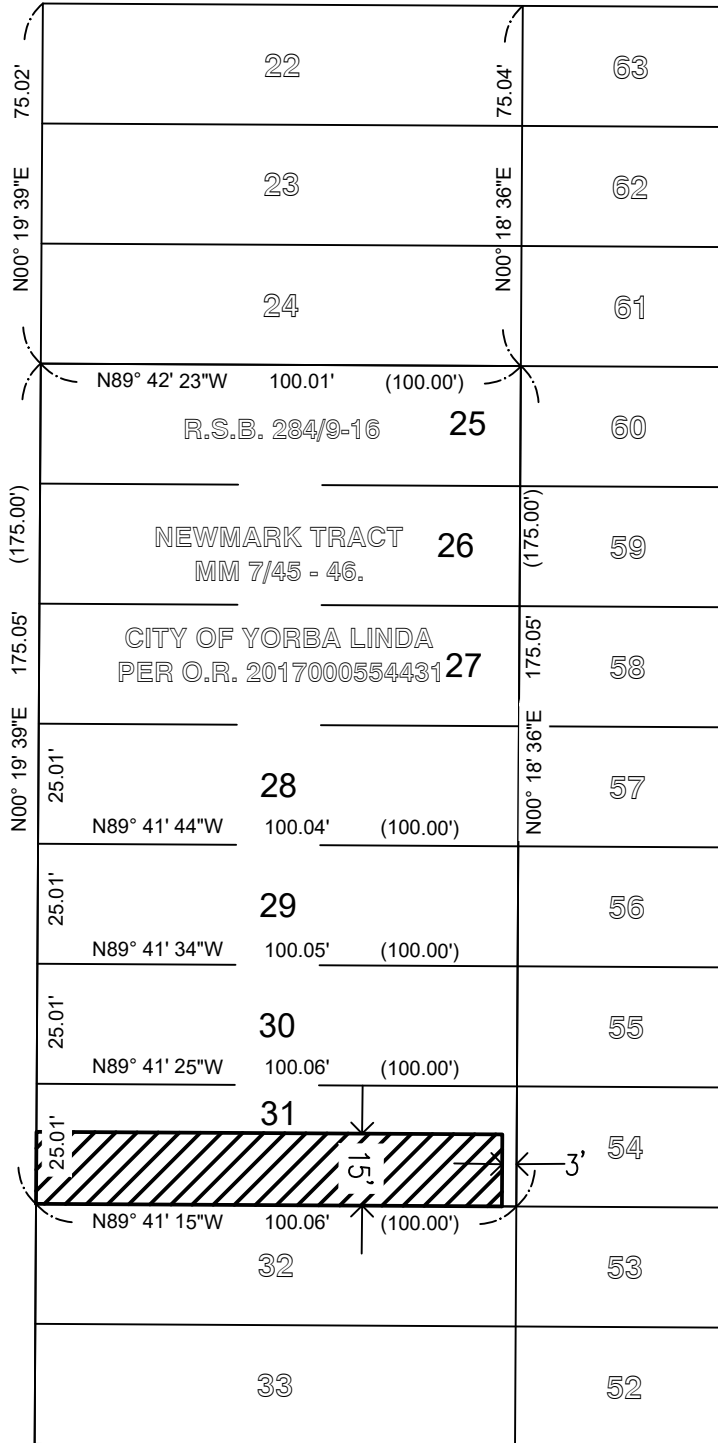 75.02'
22
75.04'
63
23
62
N00° 19' 39"E
N00° 18' 36"E
24
61
N89° 42' 23"W 100.01' (100.00')
R.S.B. 284/9-16 25
60
(175.00')
(175.00')
NEWMARK TRACT 26
MM 7/45 - 46.
59
CITY OF YORBA LINDA
PER O.R. 2017000554431 27
175.05'
175.05'
58
N00° 19' 39"E
N00° 18' 36"E
25.01'
28
57
N89° 41' 44"W 100.04' (100.00')
25.01'
29
56
N89° 41' 34"W 100.05' (100.00')
25.01'
30
55
N89° 41' 25"W 100.06' (100.00')
31
25.01'
15'
3'
54
N89° 41' 15"W 100.06' (100.00')
32
53
33
52